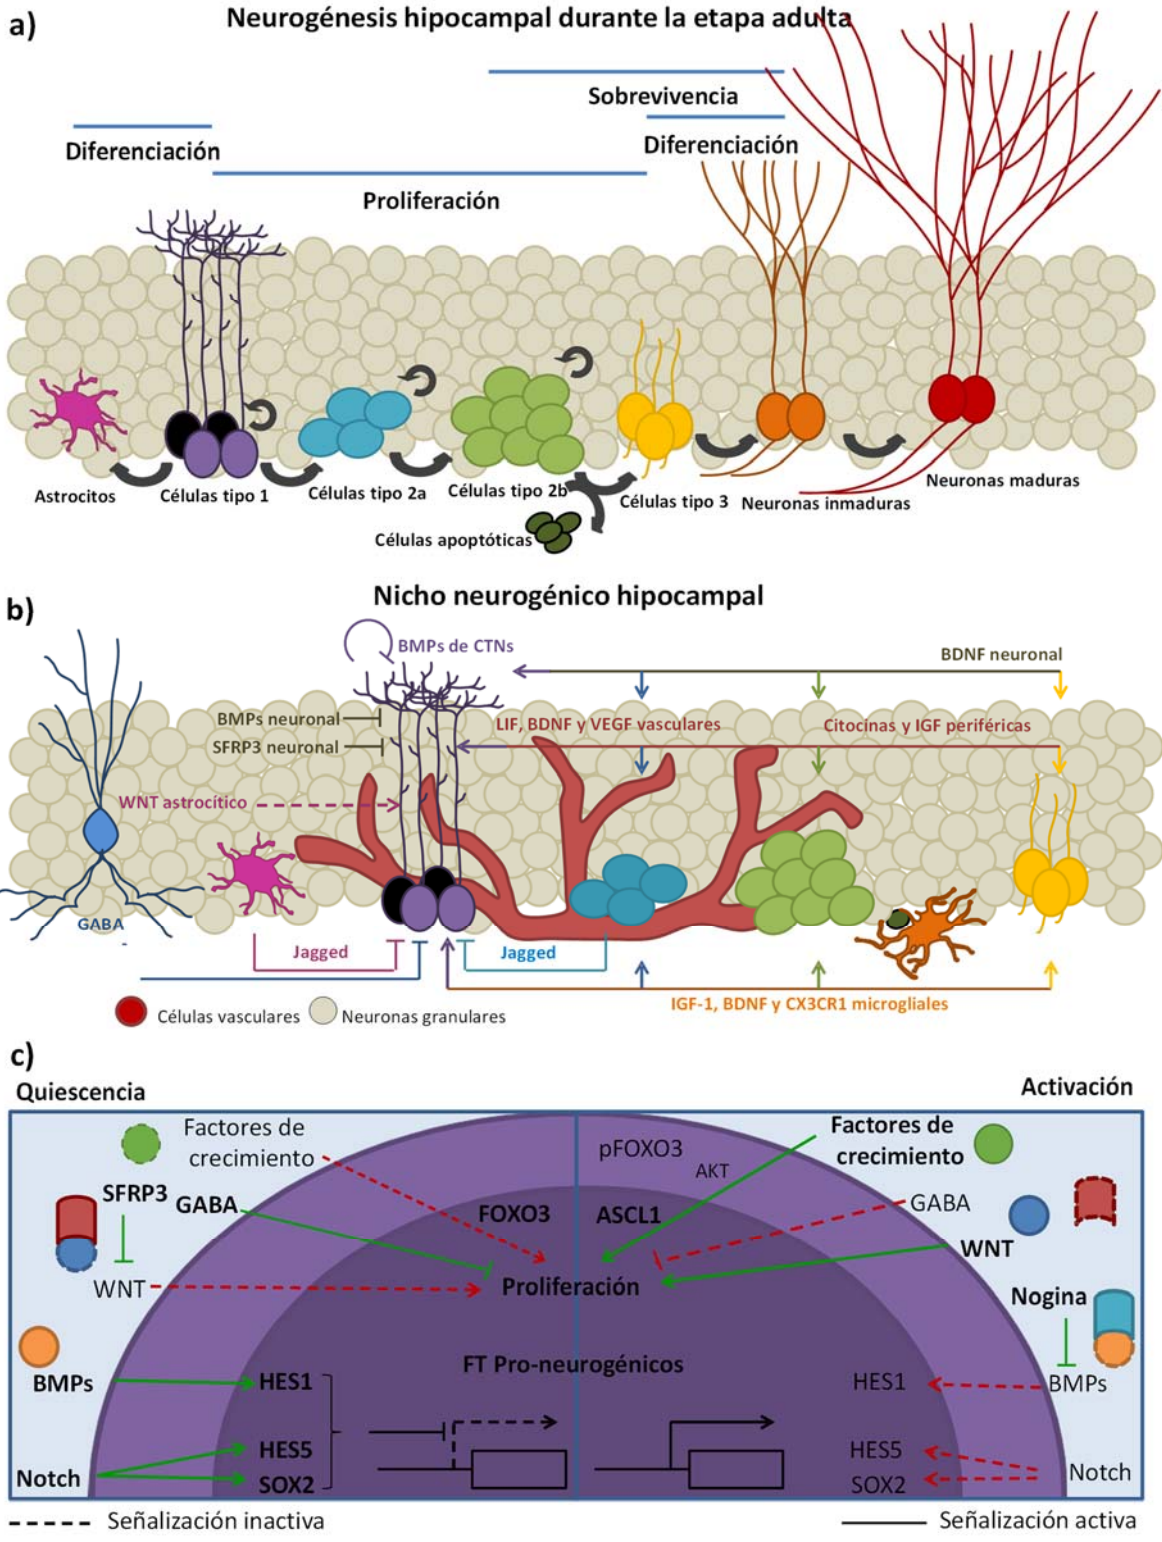 a)
Neurogénesis hipocampal durante la etapa adulta
Sobrevivencia
Diferenciación
Diferenciación
Proliferación
Astrocitos
Células tipo 1
Células tipo 2a
Células tipo 2b
Células tipo 3
Neuronas inmaduras
Neuronas maduras
Células apoptóticas
b)
Nicho neurogénico hipocampal
BMPs de CTNs
BDNF neuronal
BMPs neuronal
LIF, BDNF y VEGF vasculares
Citocinas y IGF periféricas
SFRP3 neuronal
WNT astrocítico
GABA
Jagged
Jagged
IGF-1, BDNF y CX3CR1 microgliales
Células vasculares
Neuronas granulares
c)
Quiescencia
Activación
Factores de
crecimiento
SFRP3
GABA
WNT
BMPs
Notch
FOXO3
HES1
HES5
SOX2
pFOXO3
AKT
ASCL1
Proliferación
FT Pro-neurogénicos
Factores de
crecimiento
GABA
WNT
Nogina
BMPs
HES1
HES5
SOX2
Notch
Señalización inactiva
Señalización activa